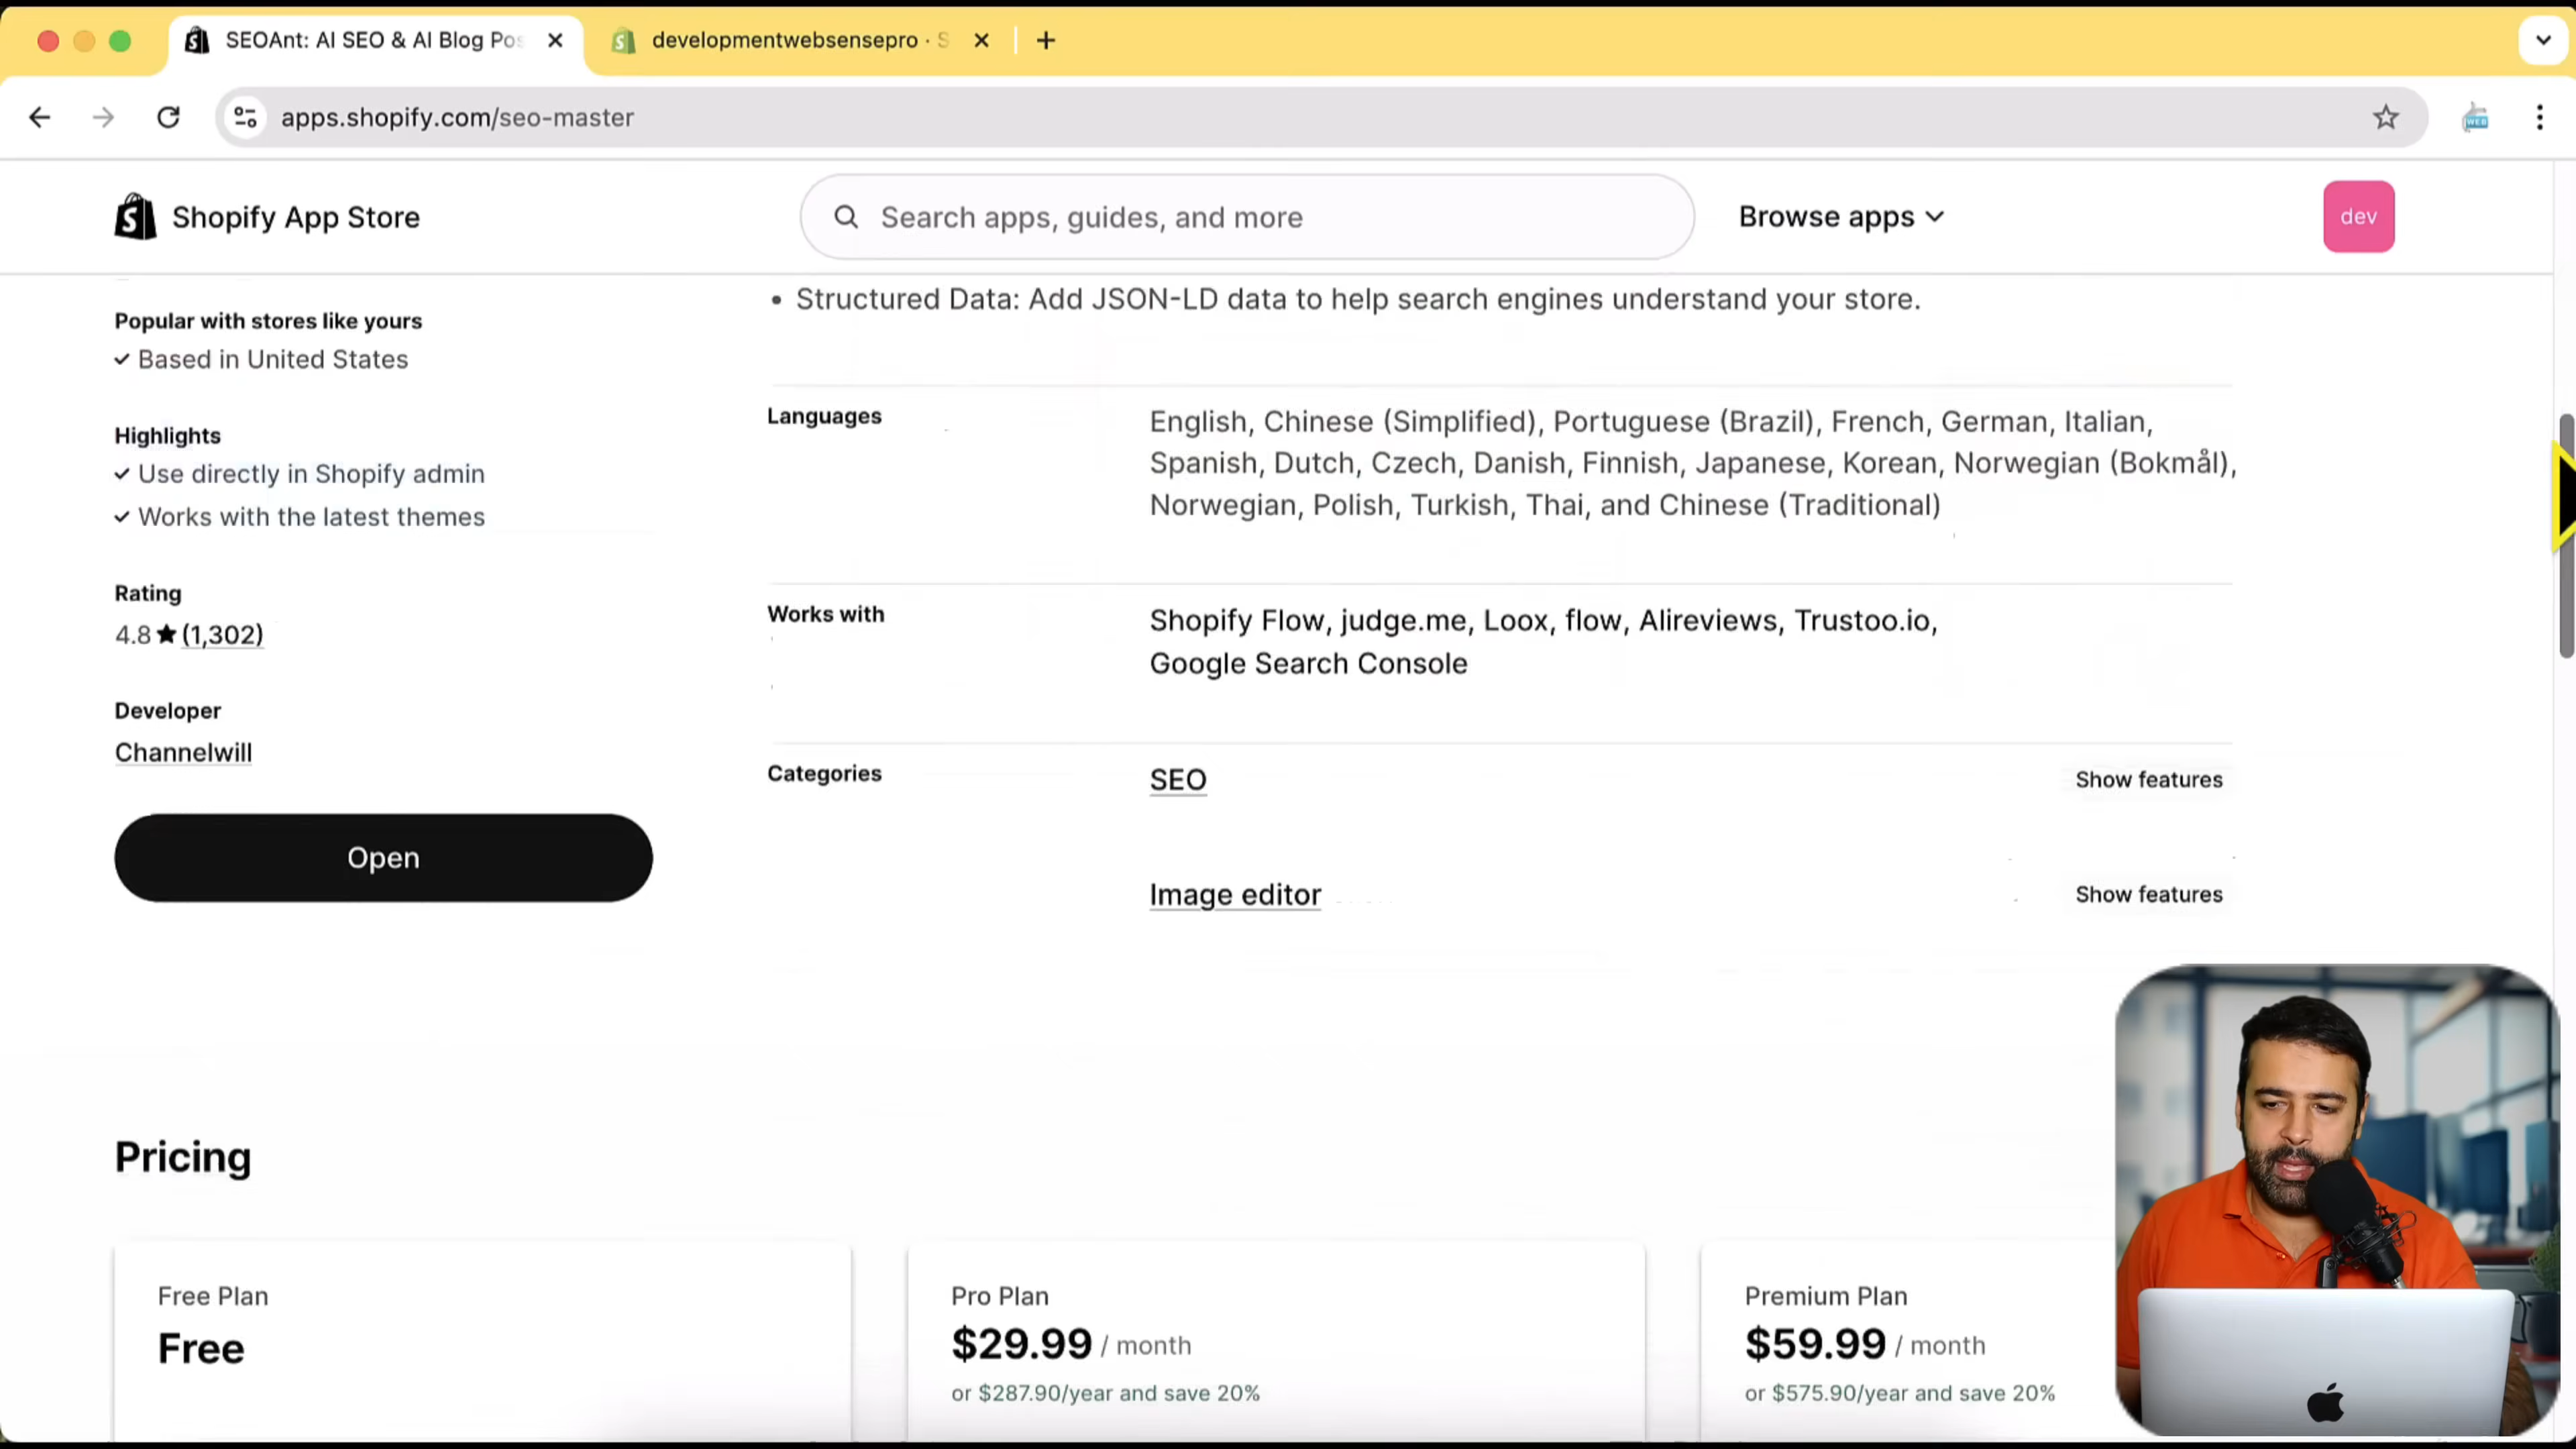 SEOAnt: AI SEO & AI Blog Pos
developmentwebsensepro · S
apps.shopify.com/seo-master
WEB
Shopify App Store
Search apps, guides, and more
Browse apps
dev
Popular with stores like yours
✓ Based in United States
Highlights
✓ Use directly in Shopify admin
✓ Works with the latest themes
Rating
4.8★(1,302)
Developer
Channelwill
Open
• Structured Data: Add JSON-LD data to help search engines understand your store.
Languages
English, Chinese (Simplified), Portuguese (Brazil), French, German, Italian,
Spanish, Dutch, Czech, Danish, Finnish, Japanese, Korean, Norwegian (Bokmål),
Norwegian, Polish, Turkish, Thai, and Chinese (Traditional)
Works with
Shopify Flow, judge.me, Loox, flow, Alireviews, Trustoo.io,
Google Search Console
Categories
SEO
Show features
Image editor
Show features
Pricing
Free Plan
Free
Pro Plan
$29.99 / month
or $287.90/year and save 20%
Premium Plan
$59.99 / month
or $575.90/year and save 20%